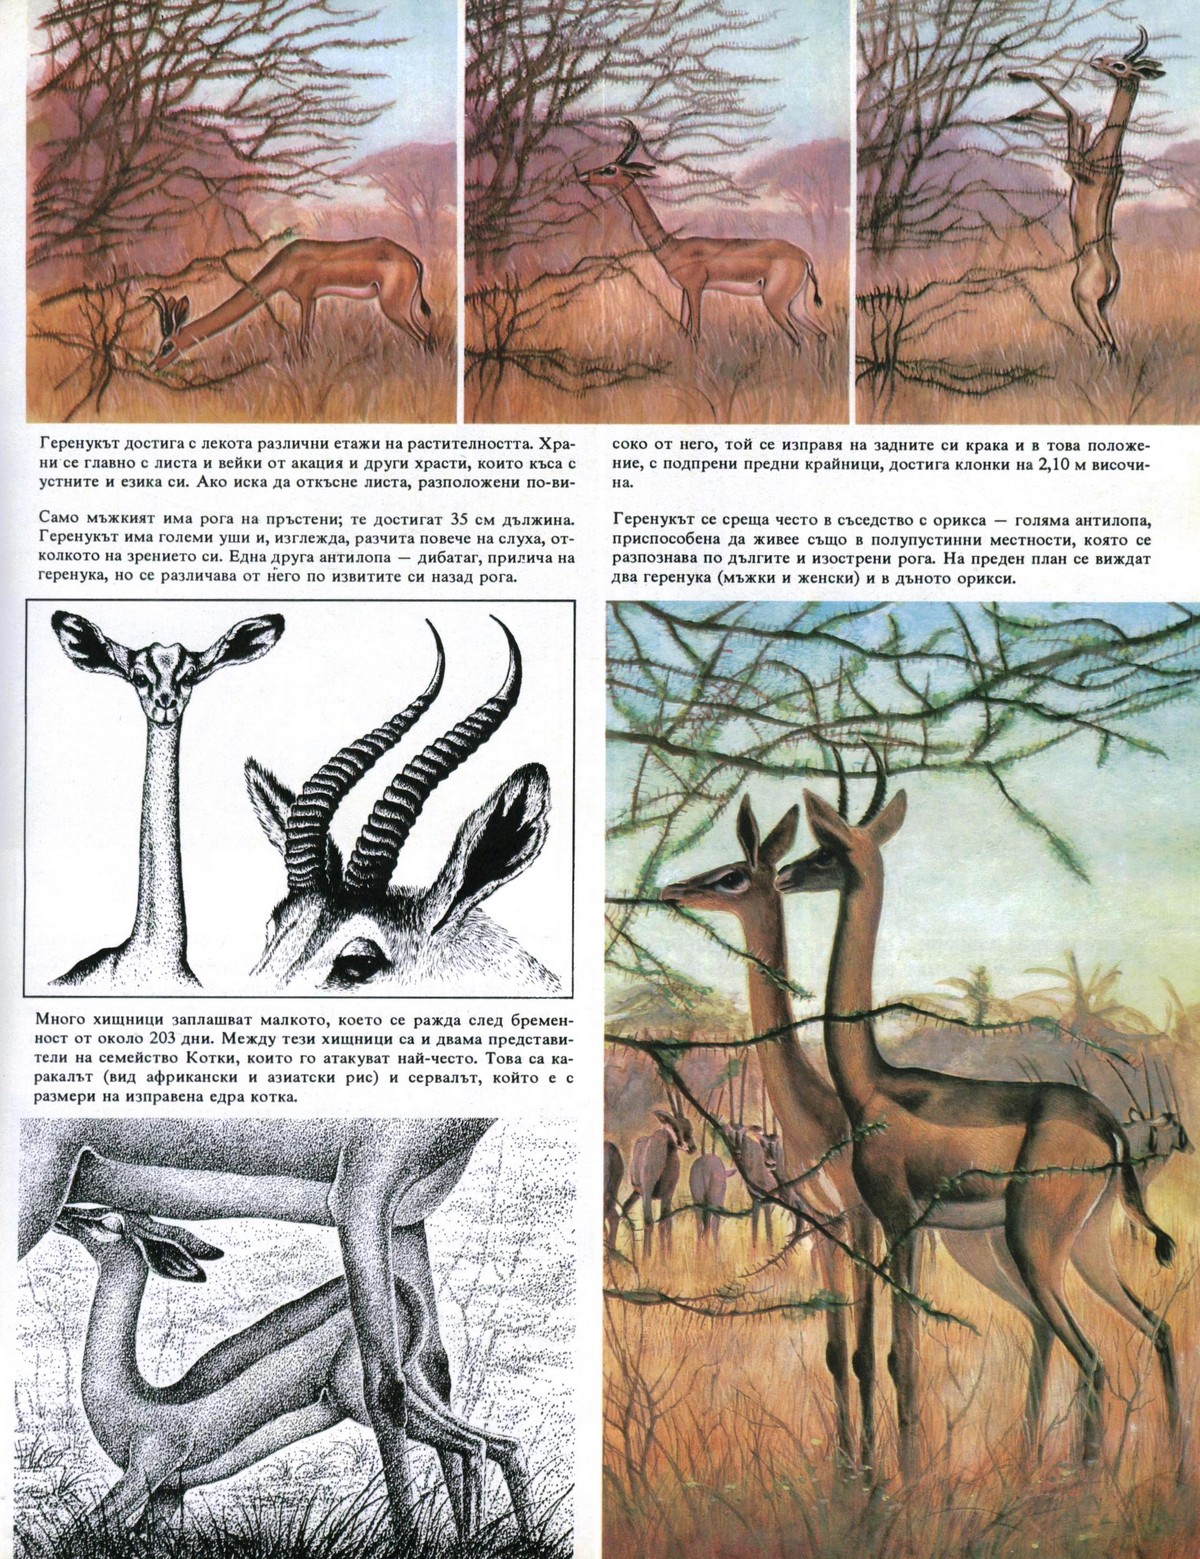 Геренукът достига с лекота различни етажи на растителността. Хра-
ни се главно с листа и вейки от акация и други храсти, които къса с
устните и езика си. Ако иска да откъсне листа, разположени по-ви-
соко от него, той се изправя на задните си крака и в това положе-
ние, с подпрени предни крайници, достига клонки на 2,10 м височи-
на.
Само мъжкият има рога на пръстени; те достигат 35 см дължина.
Геренукът има големи уши и, изглежда, разчита повече на слуха, от-
колкото на зрението си. Една друга антилопа — дибатаг, прилича на
геренука, но се различава от него по извитите си назад рога.
Геренукът се среща често в съседство с орикса — голяма антилопа,
приспособена да живее също в полупустинни местности, която се
разпознава по дългите и изострени рога. На преден план се виждат
два геренука (мъжки и женски) и в дъното орикси.
Много хищници заплашват малкото, което се ражда след бремен-
ност от около 203 дни. Между тези хищници са и двама представи-
тели на семейство Котки, които го атакуват най-често. Това са ка-
ракалът (вид африкански и азиатски рис) и сервалът, който е с
размери на изправена едра котка.